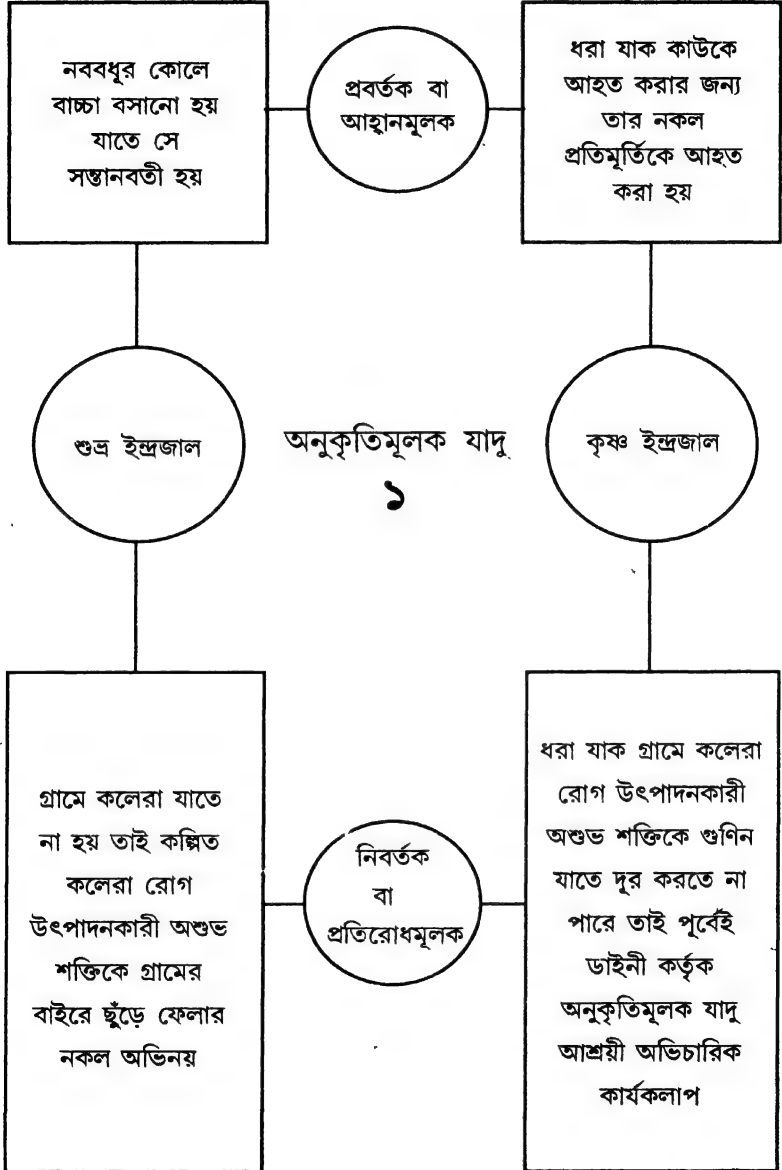 নববধূর কোলে
বাচ্চা বসানো হয়
যাতে সে
সন্তানবতী হয়
প্রবর্তক বা
আহ্বানমূলক
ধরা যাক কাউকে
আহত করার জন্য
তার নকল
প্রতিমূর্তিকে আহত
করা হয়
শুভ্র ইন্দ্রজাল
অনুকৃতিমূলক যাদু
১
কৃষ্ণ ইন্দ্রজাল
গ্রামে কলেরা যাতে
না হয় তাই কল্পিত
কলেরা রোগ
উৎপাদনকারী অশুভ
শক্তিকে গ্রামের
বাইরে ছুঁড়ে ফেলার
নকল অভিনয়
নিবর্তক
বা
প্রতিরোধমূলক
ধরা যাক গ্রামে কলেরা
রোগ উৎপাদনকারী
অশুভ শক্তিকে গুণিন
যাতে দূর করতে না
পারে তাই পূর্বেই
ডাইনী কর্তৃক
অনুকৃতিমূলক যাদু
আশ্রয়ী অভিচারিক
কার্যকলাপ